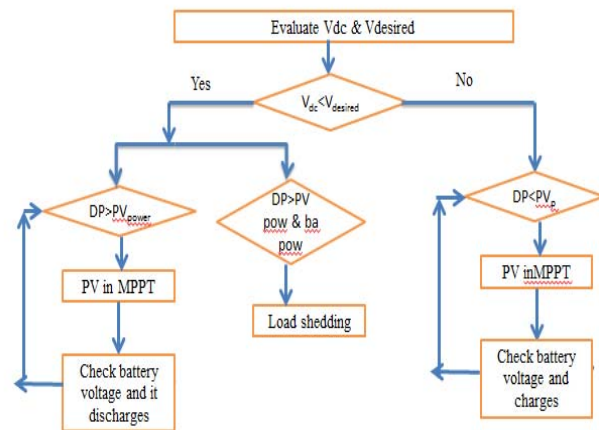 Evaluate Vdc & Vdesired
Yes
No
Vdc<Vdesired
DP>PVpower
DP>PV
pow & ba
pow
DP<PVp
PV in MPPT
Load shedding
PV inMPPT
Check battery
voltage and it
discharges
Check battery
voltage and
charges